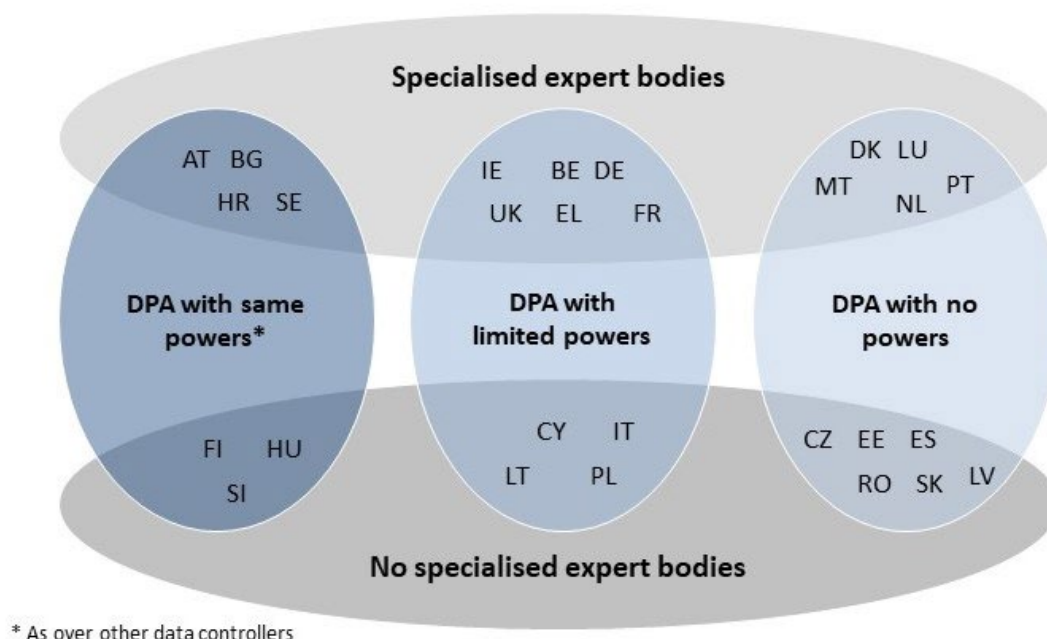 Specialised expert bodies
AT BG
HR SE
IE BE DE
UK EL FR
DK LU
MT PT
NL
DPA with same
powers*
DPA with
limited powers
DPA with no
powers
FI HU
SI
CY IT
LT PL
CZ EE ES
RO SK LV
No specialised expert bodies
* As over other data controllers